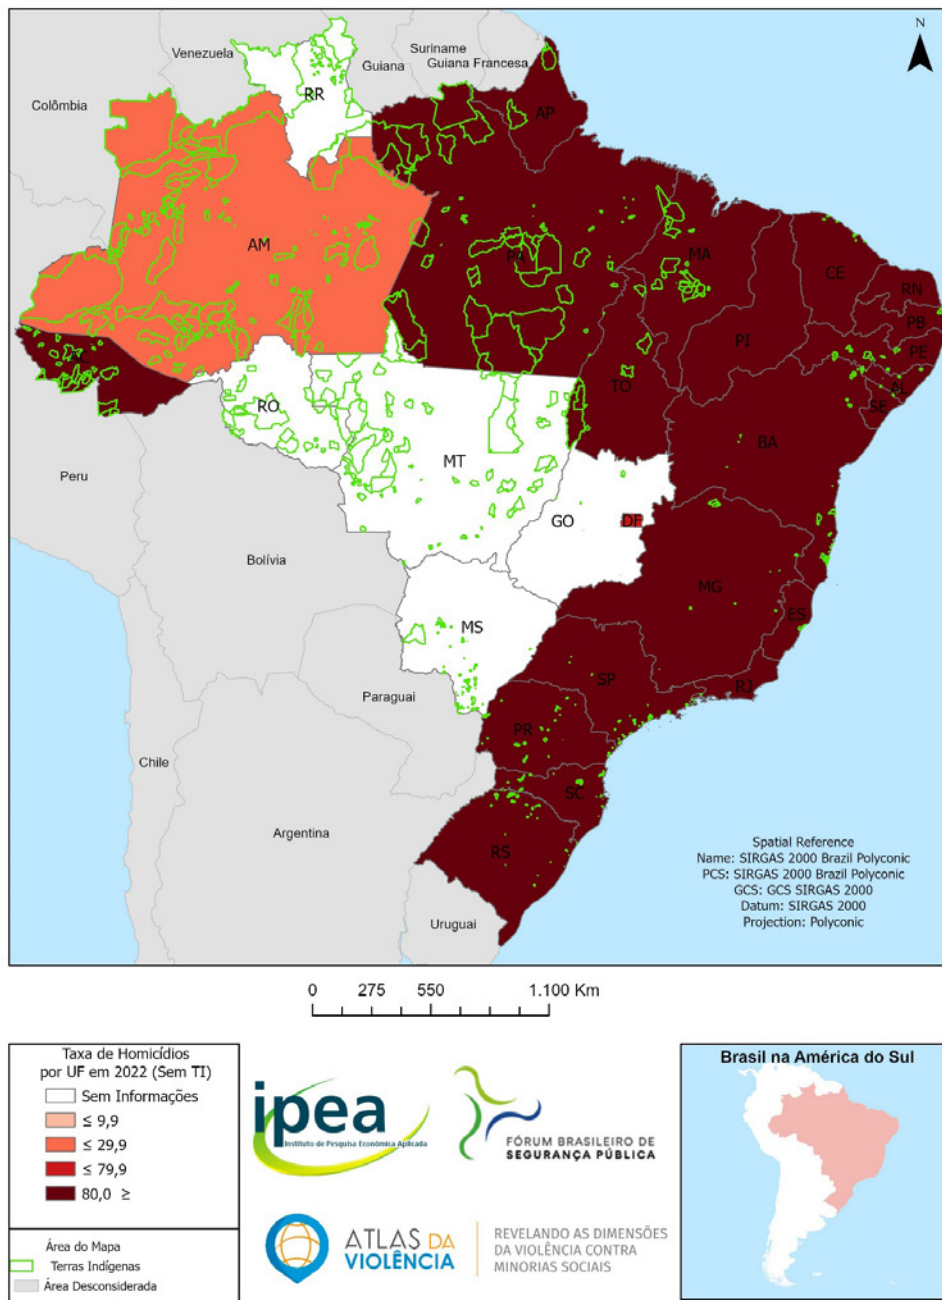 N
Venezuela
Suriname
Guiana
Guiana Francesa
Colômbia
RR
AP
AM
PA
MA
CE
RN
PB
PE
PI
AC
TO
AL
SE
RO
MT
BA
Peru
GO
DF
Bolívia
MG
ES
MS
SP
RJ
Paraguai
PR
Chile
SC
Argentina
RS
Uruguai
Spatial Reference
Name: SIRGAS 2000 Brazil Polyconic
PCS: SIRGAS 2000 Brazil Polyconic
GCS: GCS SIRGAS 2000
Datum: SIRGAS 2000
Projection: Polyconic
0 275 550 1.100 Km
Taxa de Homicídios
por UF em 2022 (Sem TI)
Sem Informações
≤ 9,9
≤ 29,9
≤ 79,9
80,0 ≥
Área do Mapa
Terras Indígenas
Área Desconsiderada
ipea
Instituto de Pesquisa Econômica Aplicada
FÓRUM BRASILEIRO DE
SEGURANÇA PÚBLICA
ATLAS DA
VIOLÊNCIA
REVELANDO AS DIMENSÕES
DA VIOLÊNCIA CONTRA
MINORIAS SOCIAIS
Brasil na América do Sul